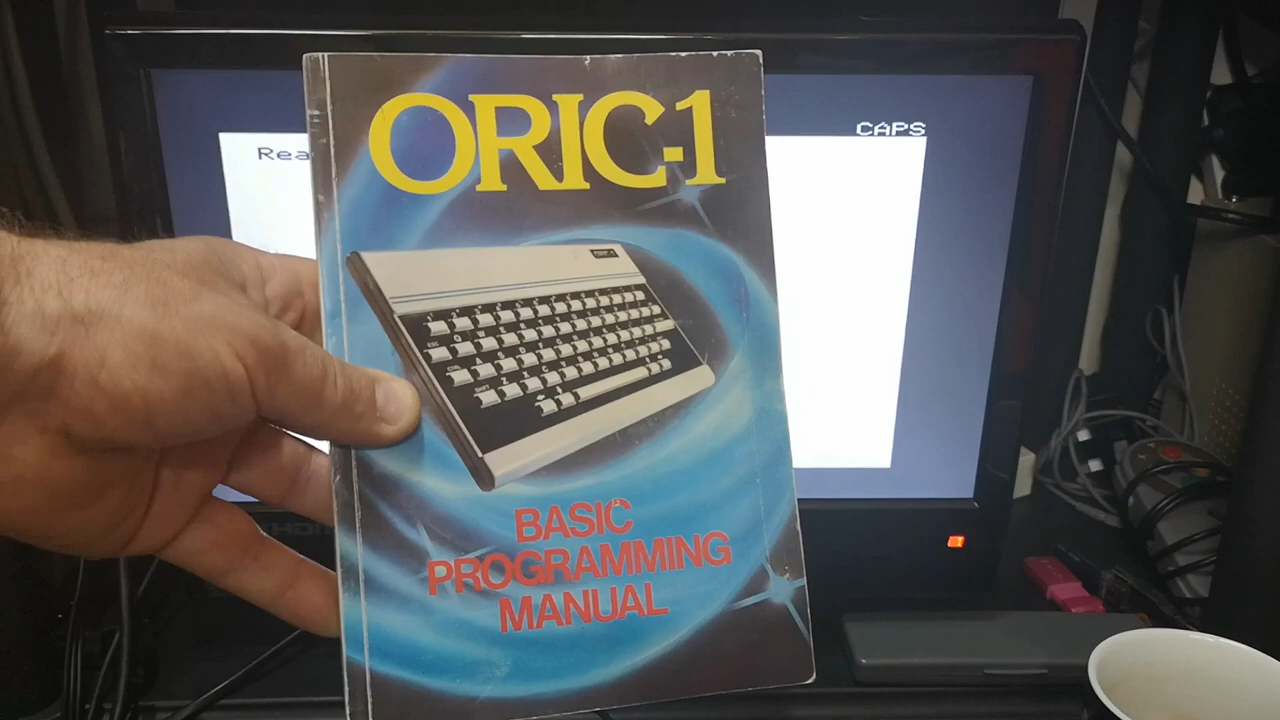 ORIC-1
CAPS
Rea
BASIC
PROGRAMMING
MANUAL